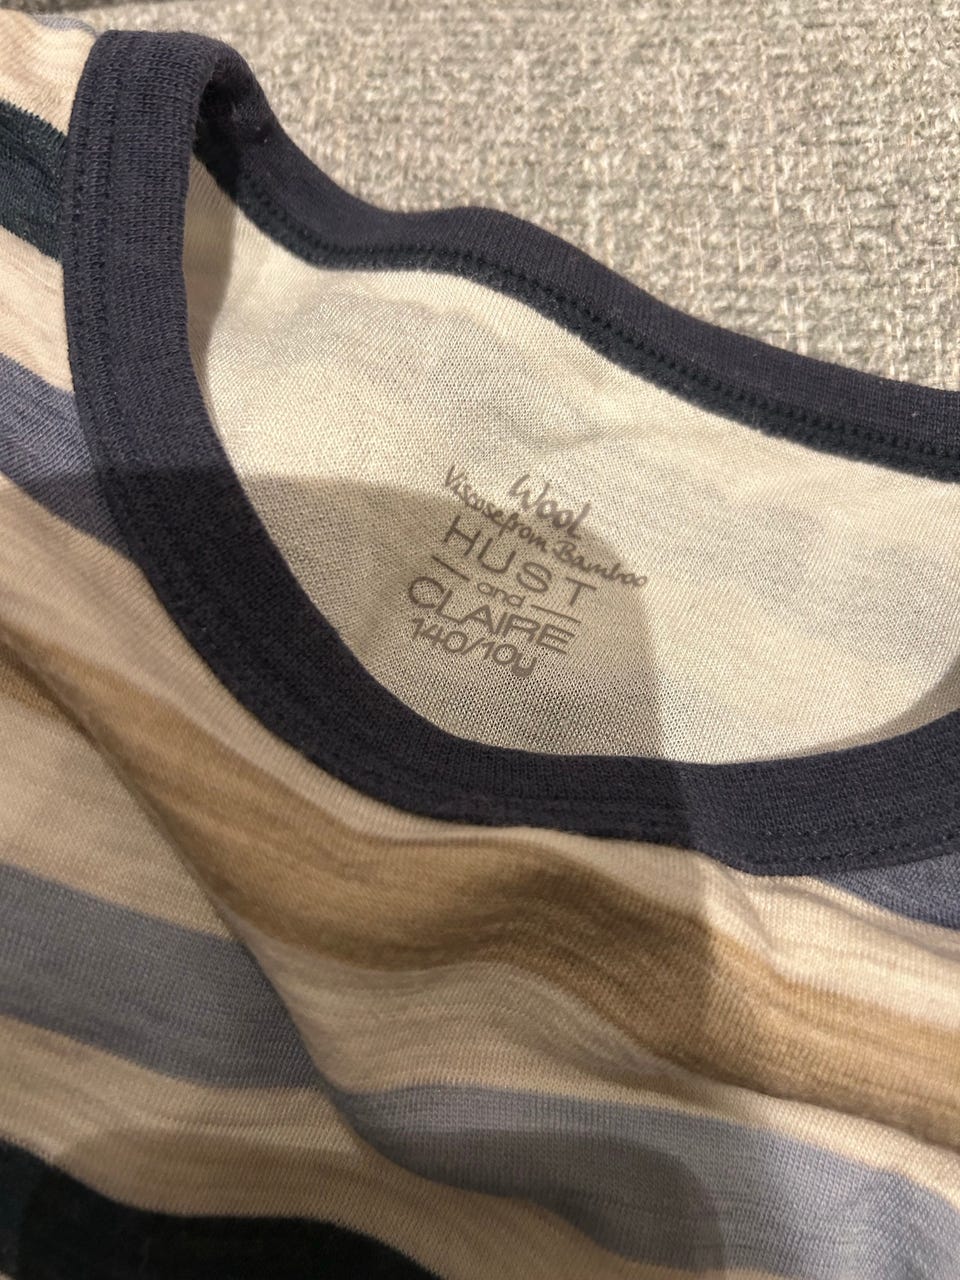 Wool
Viscose from Bamboo
HUST
and
CLAIRE
140/10y